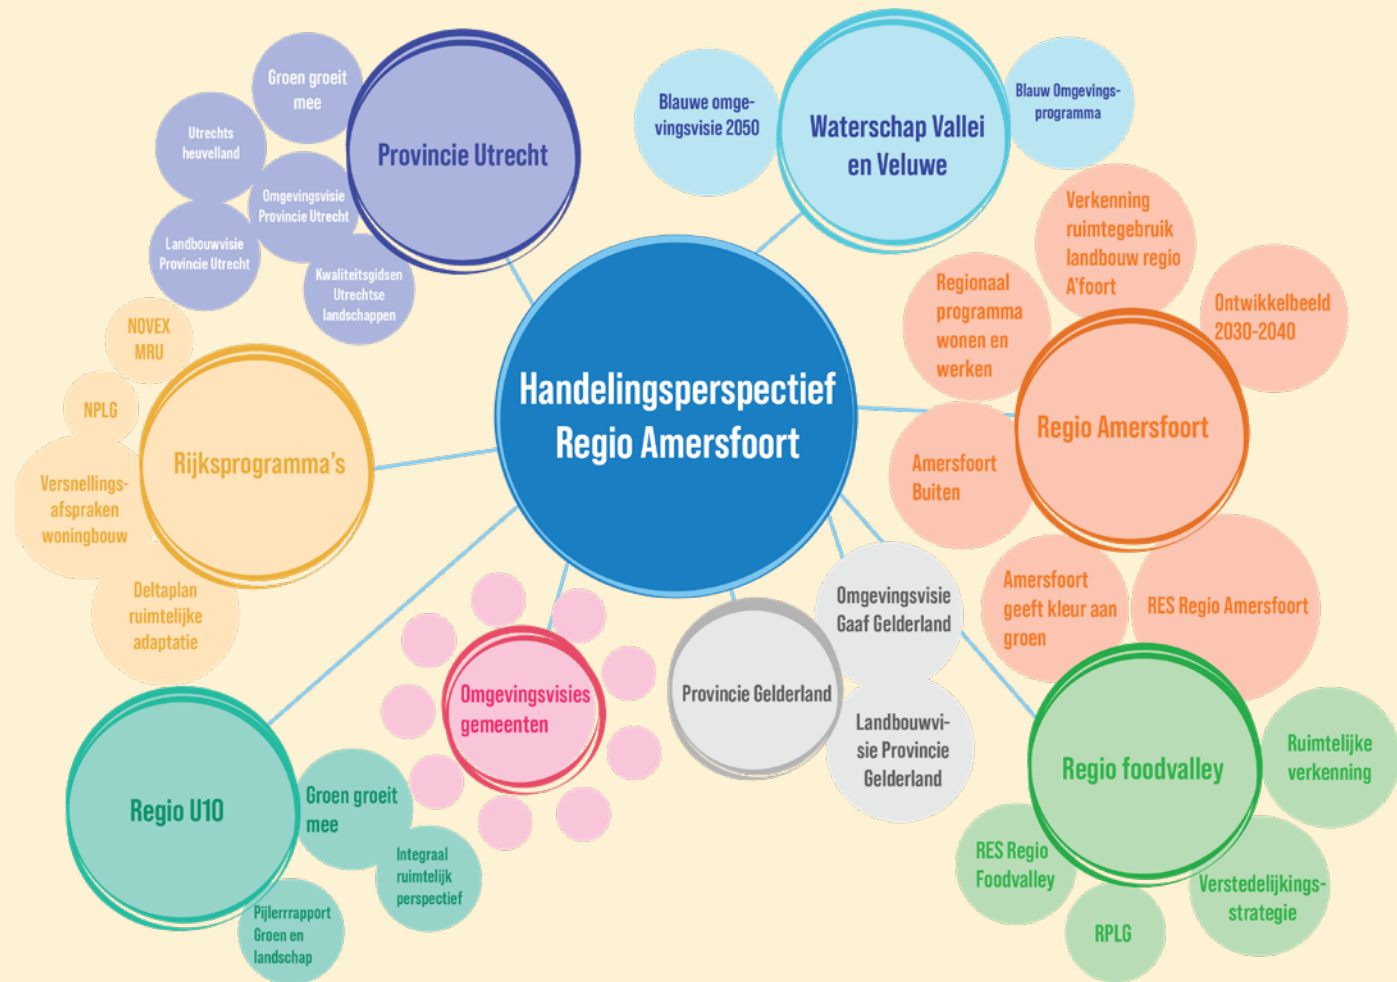 Groen groeit
mee
Utrechts
heuvelland
Omgevingsvisie
Provincie Utrecht
Landbouwvisie
Provincie Utrecht
Kwaliteitsgidsen
Utrechtse
landschappen
Provincie Utrecht
Blauwe omge-
vingsvisie 2050
Waterschap Vallei
en Veluwe
Blauw Omgevings-
programma
Verkenning
ruimtegebruik
landbouw regio
A'foort
Regionaal
programma
wonen en
werken
Ontwikkelbeeld
2030-2040
Regio Amersfoort
Amersfoort
Buiten
Amersfoort
geeft kleur aan
groen
RES Regio Amersfoort
Handelingsperspectief
Regio Amersfoort
NOVEX
MRU
NPLG
Versnellings-
afspraken
woningbouw
Deltaplan
ruimtelijke
adaptatie
Rijksprogramma's
Regio U10
Groen groeit
mee
Integraal
ruimtelijk
perspectief
Pijlerrrapport
Groen en
landschap
Omgevingsvisies
gemeenten
Provincie Gelderland
Omgevingsvisie
Gaaf Gelderland
Landbouwvi-
sie Provincie
Gelderland
Regio foodvalley
Ruimtelijke
verkenning
RES Regio
Foodvalley
RPLG
Verstedelijkings-
strategie